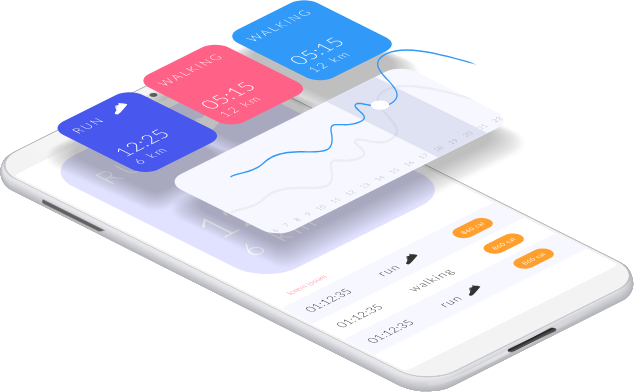 WALKING
05:15
12 km
WALKING
05:15
12 km
RUN
12:25
6 km
6 7 8 9 10 11 12 13 14 15 16 17 18 19 20 21 22
6 km
lorem ipsum
01:12:35 run 860 cal
01:12:35 walking 860 cal
01:12:35 run 860 cal